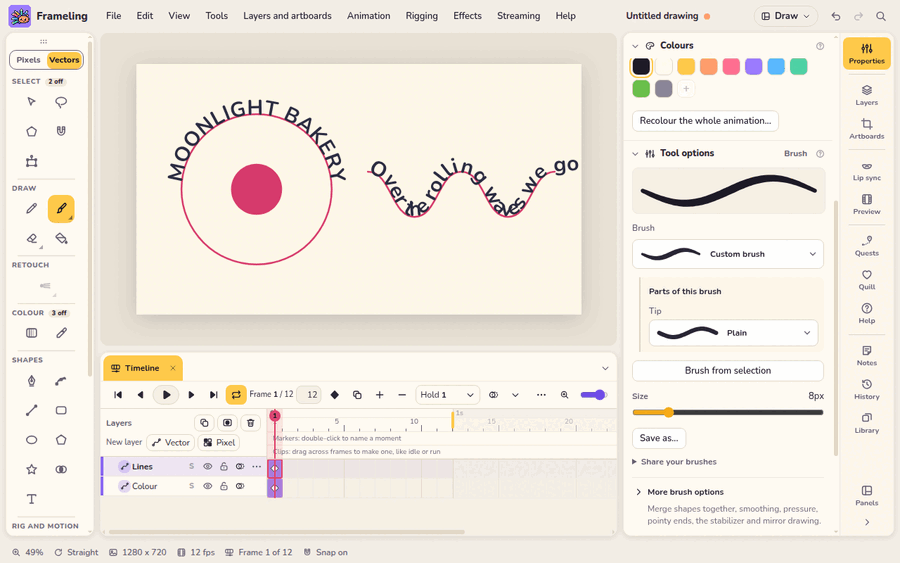 Frameling
File Edit View Tools Layers and artboards Animation Rigging Effects Streaming Help
Untitled drawing
Draw
Pixels Vectors
SELECT 2 off
DRAW
RETOUCH
COLOUR 3 off
SHAPES
T
RIG AND MOTION
MOONLIGHT BAKERY
Over the rolling waves we go
Timeline ×
Frame 1 / 12 12
Hold 1
Layers
New layer Vector Pixel
1 5 10 15 20
1s
Markers: double-click to name a moment
Clips: drag across frames to make one, like idle or run
Lines S
Colour S
Colours
Recolour the whole animation...
Tool options Brush
Brush
Custom brush
Parts of this brush
Tip
Plain
Brush from selection
Size 8px
Save as...
Share your brushes
More brush options
Merge shapes together, smoothing, pressure,
pointy ends, the stabilizer and mirror drawing.
Properties
Layers
Artboards
Lip sync
Preview
Quests
Quill
Help
Notes
History
Library
Panels
49% Straight 1280 x 720 12 fps Frame 1 of 12 Snap on